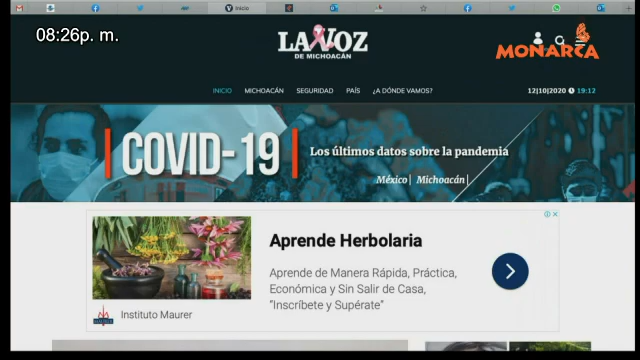 Inicio
08:26p. m.
LA VOZ
DE MICHOACÁN
MONARCA
INICIO MICHOACÁN SEGURIDAD PAÍS ¿A DÓNDE VAMOS?
12|10|2020 19:12
COVID-19
Los últimos datos sobre la pandemia
México| Michoacán|
Aprende Herbolaria
Aprende de Manera Rápida, Práctica,
Económica y Sin Salir de Casa,
"Inscríbete y Supérate"
Instituto Maurer